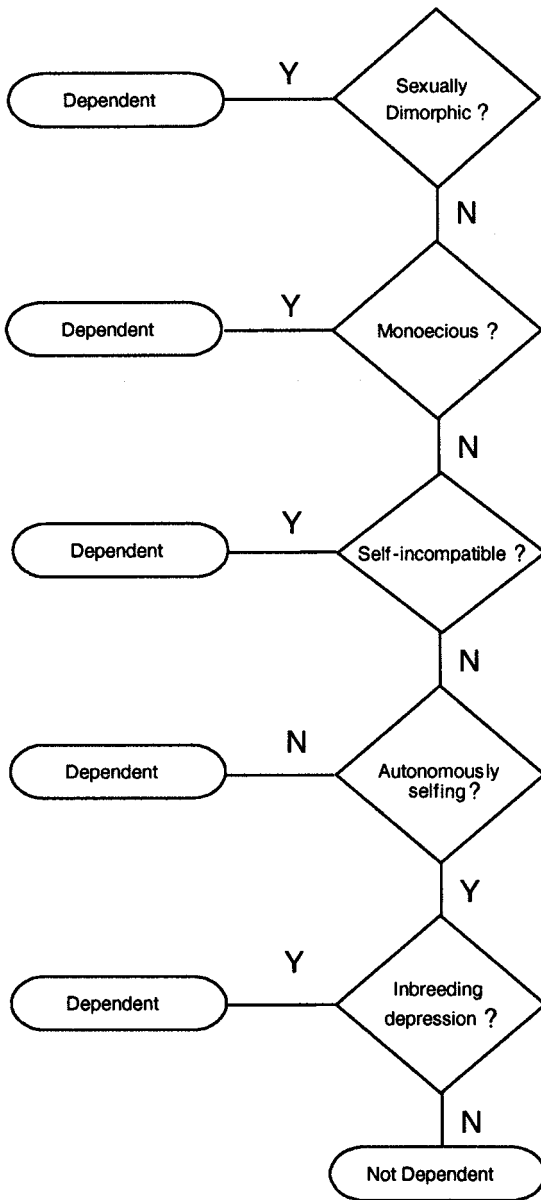 Y
Sexually
Dimorphic ?
Dependent
N
Y
Monoecious ?
Dependent
N
Y
Self-incompatible ?
Dependent
N
N
Autonomously
selfing ?
Dependent
Y
Y
Inbreeding
depression ?
Dependent
N
Not Dependent